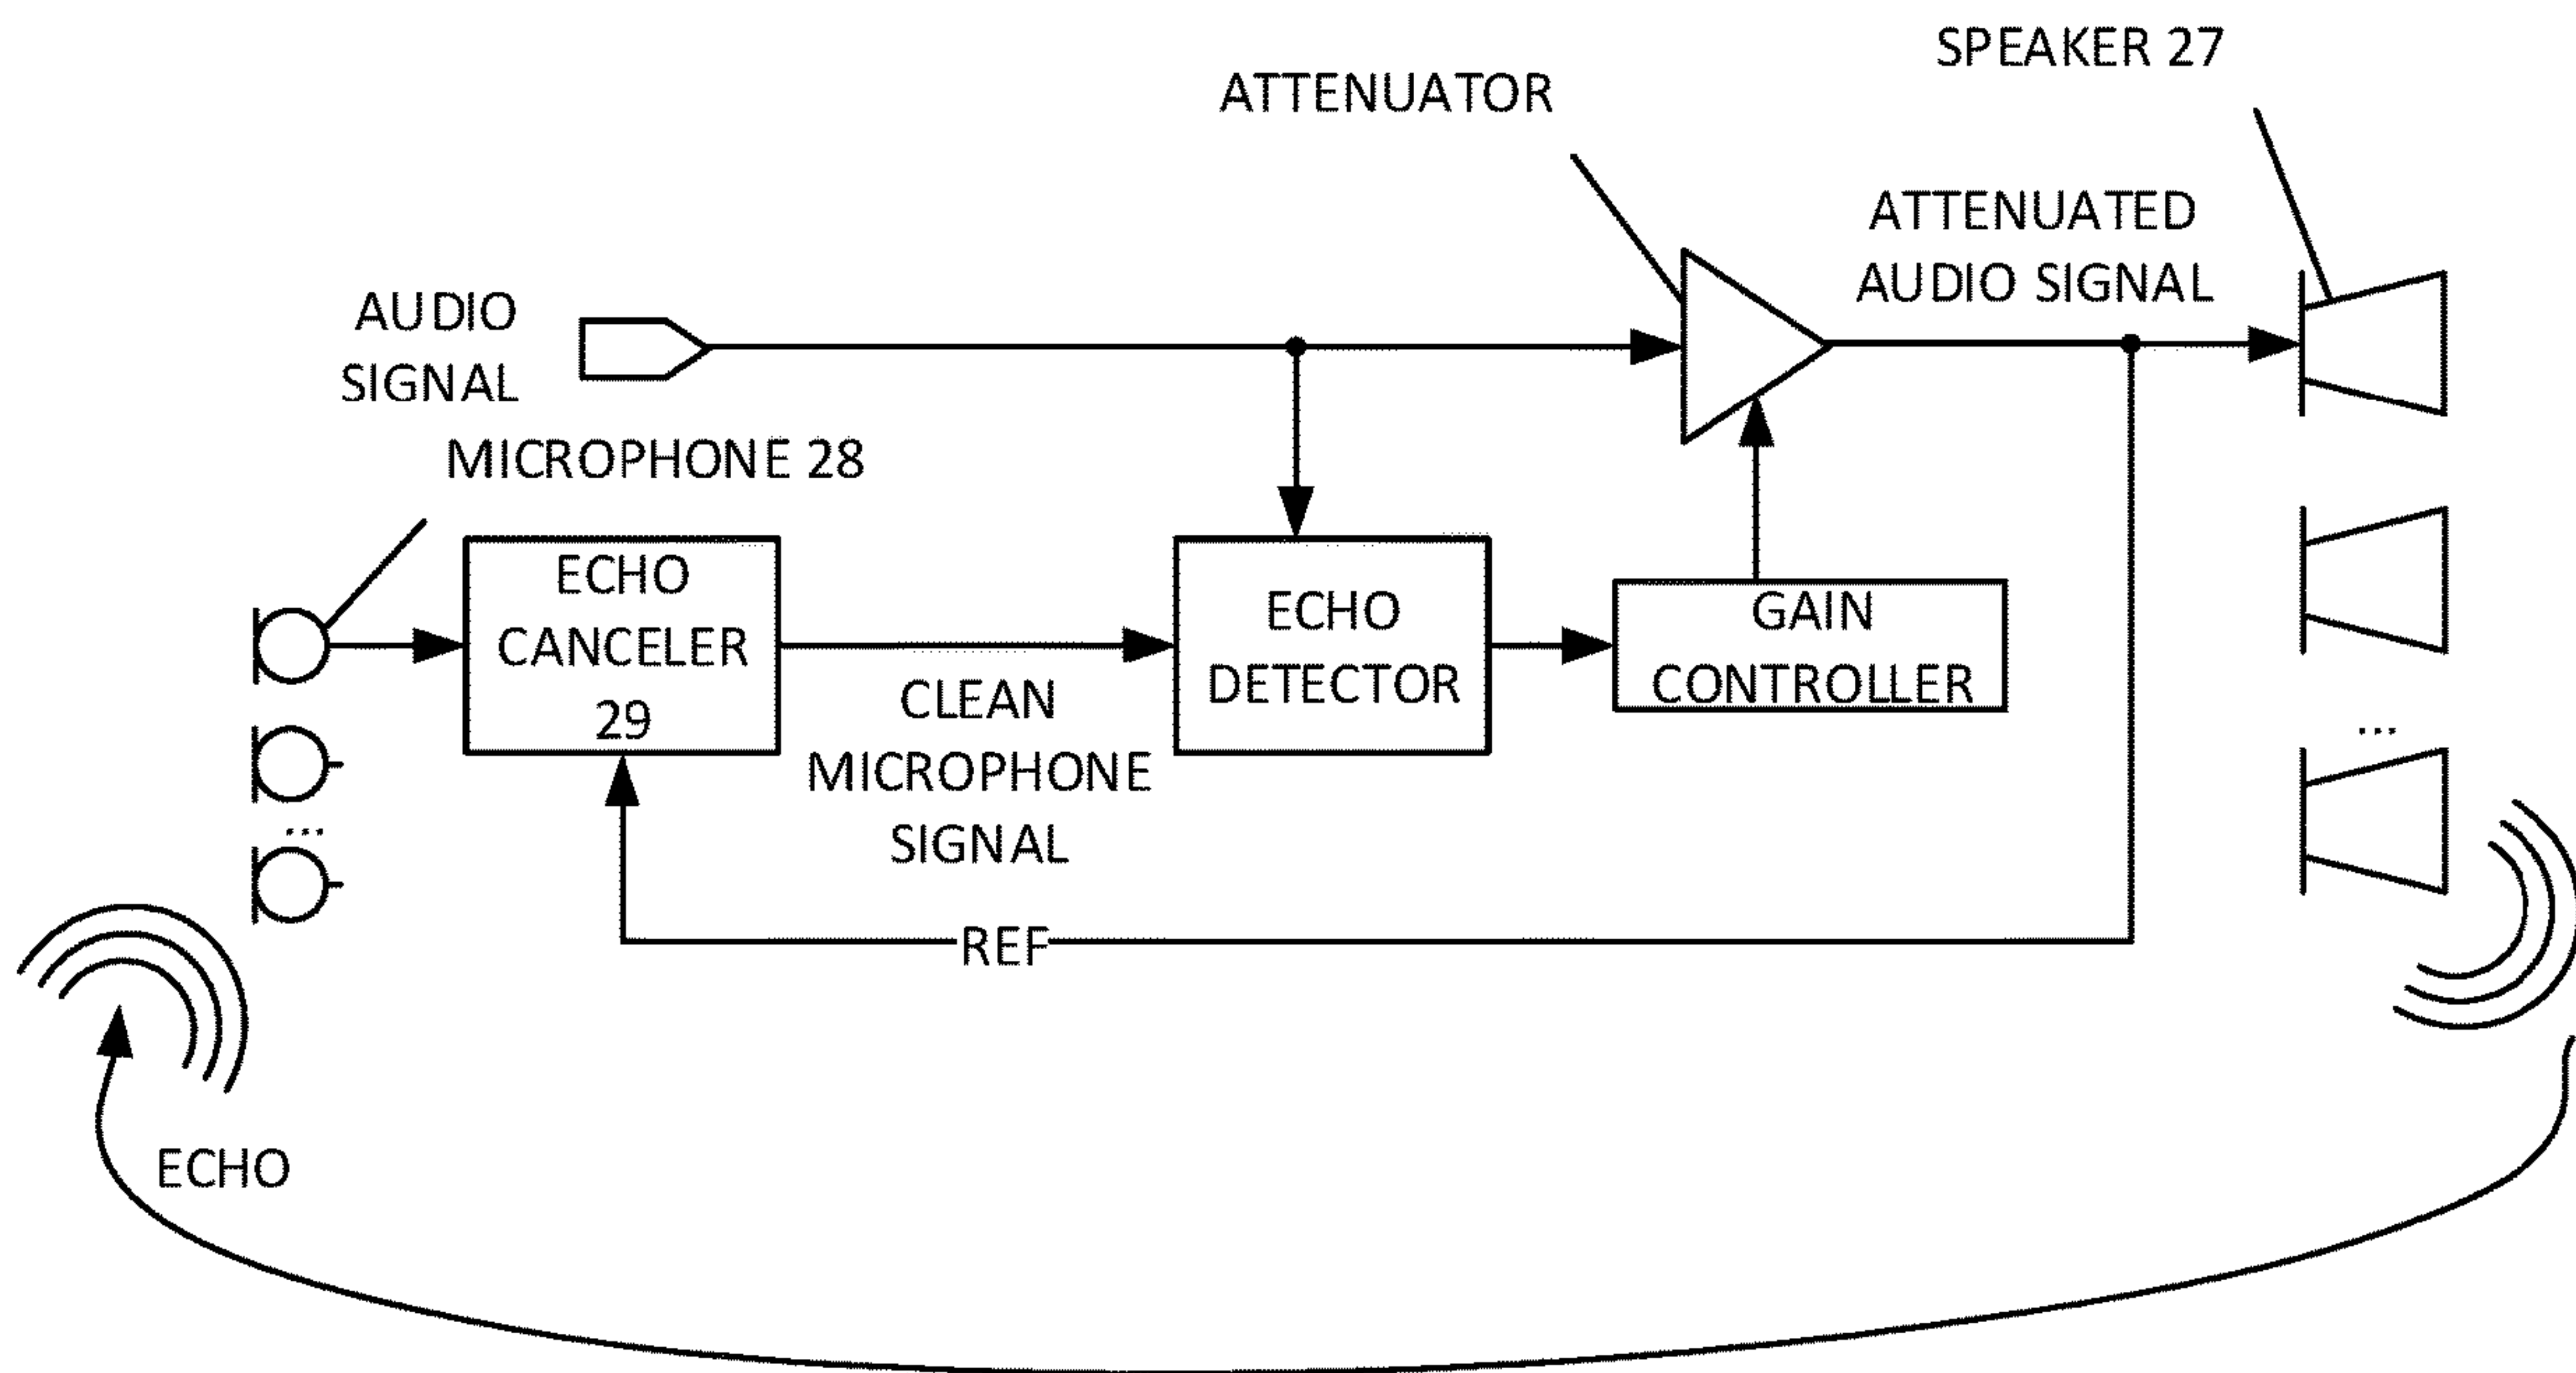 SPEAKER 27
ATTENUATOR
ATTENUATED
AUDIO SIGNAL
AUDIO
SIGNAL
MICROPHONE 28
ECHO
CANCELER
29
CLEAN
MICROPHONE
SIGNAL
ECHO
DETECTOR
GAIN
CONTROLLER
...
...
REF
ECHO